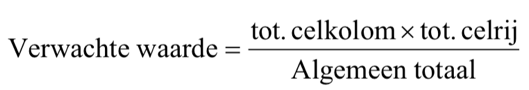 Verwachte waarde = tot. celkolom × tot. celrij
Algemeen totaal